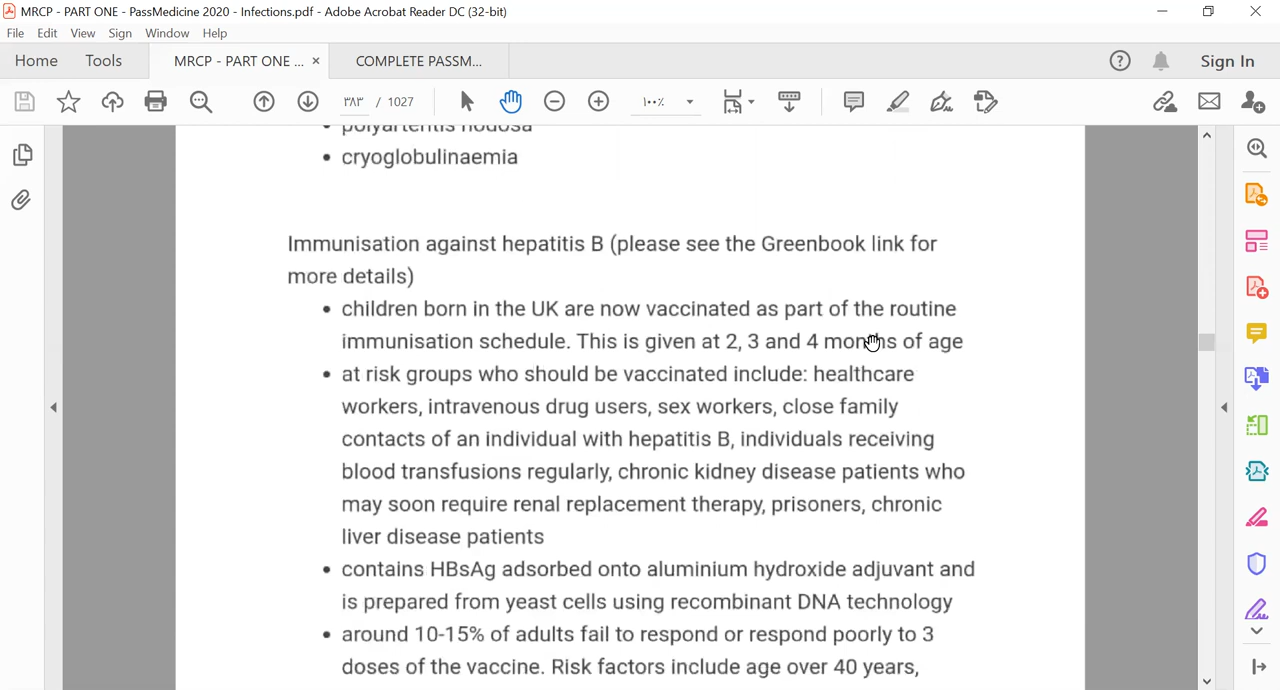 MRCP - PART ONE - PassMedicine 2020 - Infections.pdf - Adobe Acrobat Reader DC (32-bit)
File Edit View Sign Window Help
Home Tools MRCP - PART ONE ... × COMPLETE PASSM... Sign In
٣٨٣ / 1027 ١٠٠٪
polyarteritis nodosa
• cryoglobulinaemia
Immunisation against hepatitis B (please see the Greenbook link for
more details)
• children born in the UK are now vaccinated as part of the routine
immunisation schedule. This is given at 2, 3 and 4 months of age
• at risk groups who should be vaccinated include: healthcare
workers, intravenous drug users, sex workers, close family
contacts of an individual with hepatitis B, individuals receiving
blood transfusions regularly, chronic kidney disease patients who
may soon require renal replacement therapy, prisoners, chronic
liver disease patients
• contains HBsAg adsorbed onto aluminium hydroxide adjuvant and
is prepared from yeast cells using recombinant DNA technology
• around 10-15% of adults fail to respond or respond poorly to 3
doses of the vaccine. Risk factors include age over 40 years,